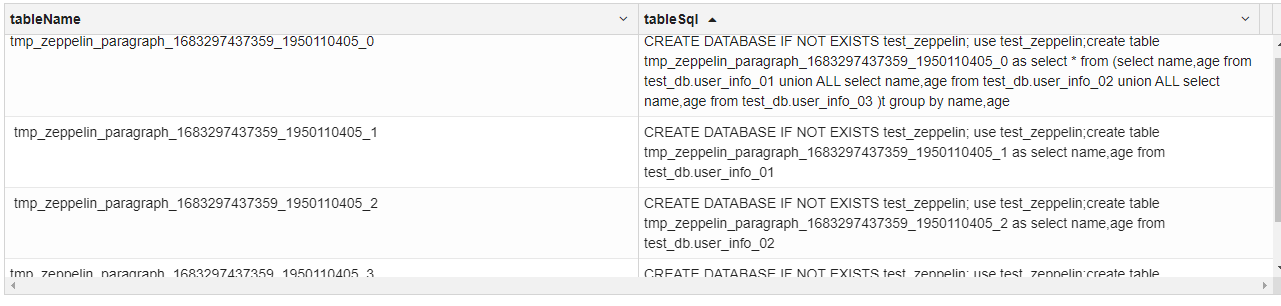 tableName
tableSql
tmp_zeppelin_paragraph_1683297437359_1950110405_0
CREATE DATABASE IF NOT EXISTS test_zeppelin; use test_zeppelin;create table
tmp_zeppelin_paragraph_1683297437359_1950110405_0 as select * from (select name,age from
test_db.user_info_01 union ALL select name,age from test_db.user_info_02 union ALL select
name,age from test_db.user_info_03 )t group by name,age
tmp_zeppelin_paragraph_1683297437359_1950110405_1
CREATE DATABASE IF NOT EXISTS test_zeppelin; use test_zeppelin;create table
tmp_zeppelin_paragraph_1683297437359_1950110405_1 as select name,age from
test_db.user_info_01
tmp_zeppelin_paragraph_1683297437359_1950110405_2
CREATE DATABASE IF NOT EXISTS test_zeppelin; use test_zeppelin;create table
tmp_zeppelin_paragraph_1683297437359_1950110405_2 as select name,age from
test_db.user_info_02
tmp_zeppelin_paragraph_1683297437359_1950110405_3
CREATE DATABASE IF NOT EXISTS test_zeppelin; use test_zeppelin;create table